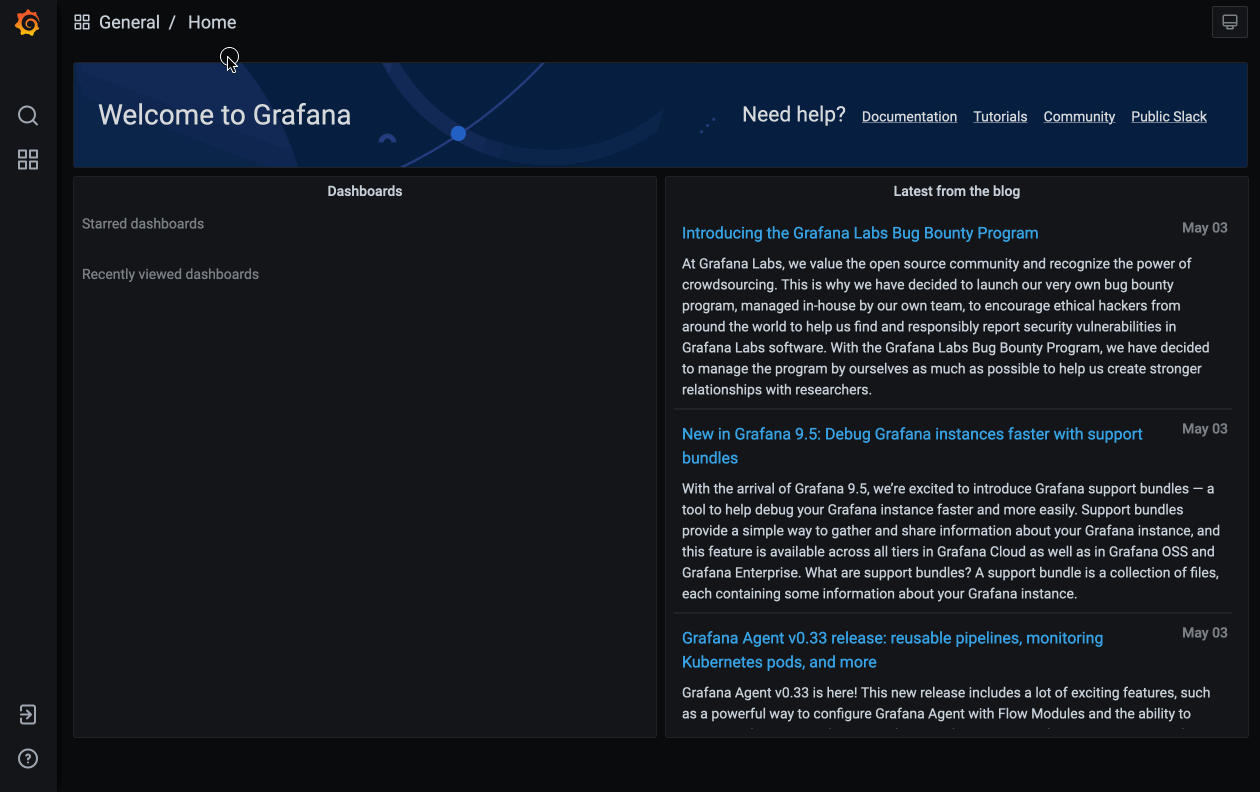 General / Home
Welcome to Grafana
Need help? Documentation Tutorials Community Public Slack
Dashboards
Starred dashboards
Recently viewed dashboards
Latest from the blog
Introducing the Grafana Labs Bug Bounty Program
May 03
At Grafana Labs, we value the open source community and recognize the power of
crowdsourcing. This is why we have decided to launch our very own bug bounty
program, managed in-house by our own team, to encourage ethical hackers from
around the world to help us find and responsibly report security vulnerabilities in
Grafana Labs software. With the Grafana Labs Bug Bounty Program, we have decided
to manage the program by ourselves as much as possible to help us create stronger
relationships with researchers.
New in Grafana 9.5: Debug Grafana instances faster with support
bundles
May 03
With the arrival of Grafana 9.5, we’re excited to introduce Grafana support bundles — a
tool to help debug your Grafana instance faster and more easily. Support bundles
provide a simple way to gather and share information about your Grafana instance, and
this feature is available across all tiers in Grafana Cloud as well as in Grafana OSS and
Grafana Enterprise. What are support bundles? A support bundle is a collection of files,
each containing some information about your Grafana instance.
Grafana Agent v0.33 release: reusable pipelines, monitoring
Kubernetes pods, and more
May 03
Grafana Agent v0.33 is here! This new release includes a lot of exciting features, such
as a powerful way to configure Grafana Agent with Flow Modules and the ability to